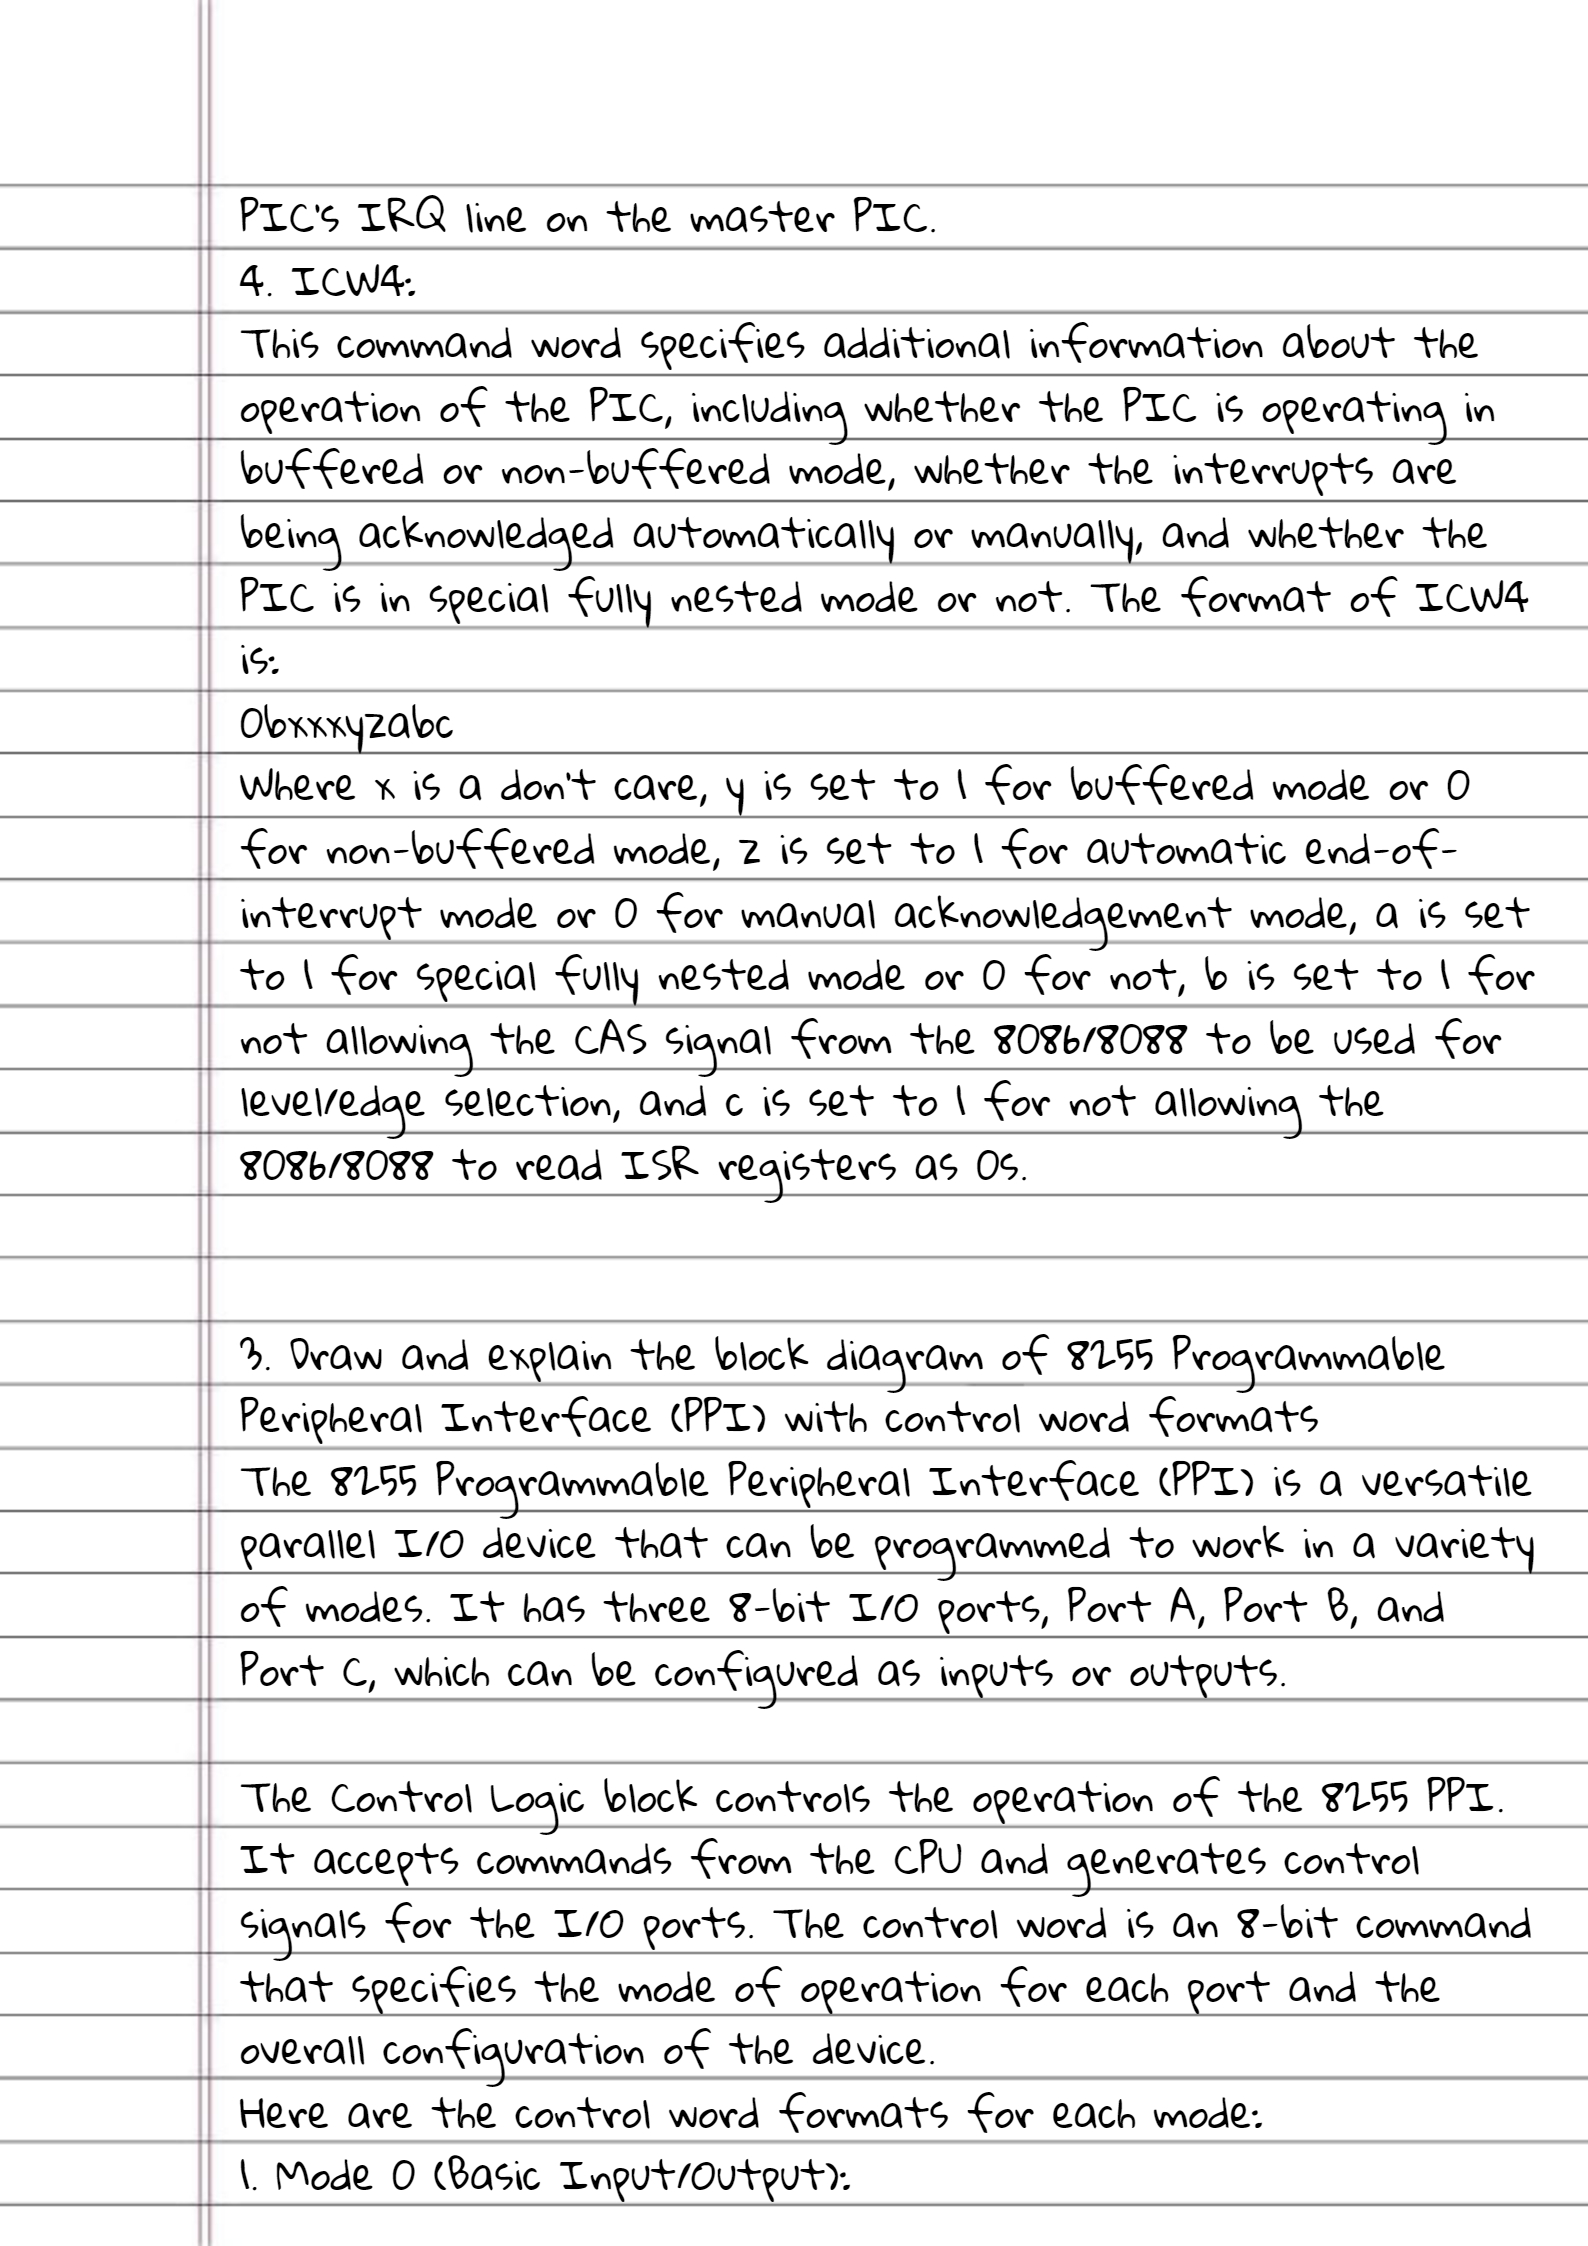 PIC's IRQ line on the master PIC.
4. ICW4:
This command word specifies additional information about the
operation of the PIC, including whether the PIC is operating in
buffered or non-buffered mode, whether the interrupts are
being acknowledged automatically or manually, and whether the
PIC is in special fully nested mode or not. The format of ICW4
is:
0bxxxyzabc
Where x is a don't care, y is set to 1 for buffered mode or 0
for non-buffered mode, z is set to 1 for automatic end-of-
interrupt mode or 0 for manual acknowledgement mode, a is set
to 1 for special fully nested mode or 0 for not, b is set to 1 for
not allowing the CAS signal from the 8086/8088 to be used for
level/edge selection, and c is set to 1 for not allowing the
8086/8088 to read ISR registers as 0s.
3. Draw and explain the block diagram of 8255 Programmable
Peripheral Interface (PPI) with control word formats
The 8255 Programmable Peripheral Interface (PPI) is a versatile
parallel I/O device that can be programmed to work in a variety
of modes. It has three 8-bit I/O ports, Port A, Port B, and
Port C, which can be configured as inputs or outputs.
The Control Logic block controls the operation of the 8255 PPI.
It accepts commands from the CPU and generates control
signals for the I/O ports. The control word is an 8-bit command
that specifies the mode of operation for each port and the
overall configuration of the device.
Here are the control word formats for each mode:
1. Mode 0 (Basic Input/Output):